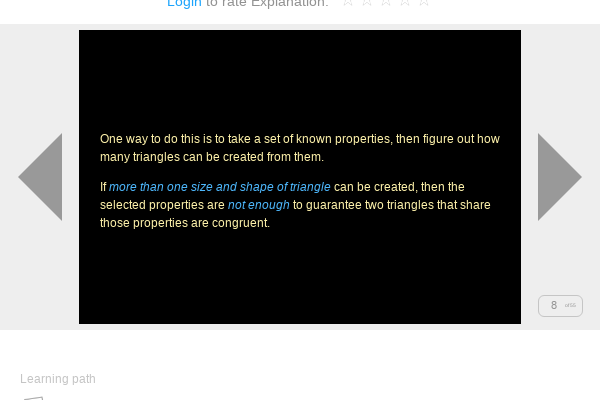 Login to rate Explanation:
One way to do this is to take a set of known properties, then figure out how
many triangles can be created from them.
If more than one size and shape of triangle can be created, then the
selected properties are not enough to guarantee two triangles that share
those properties are congruent.
8 of 55
Learning path